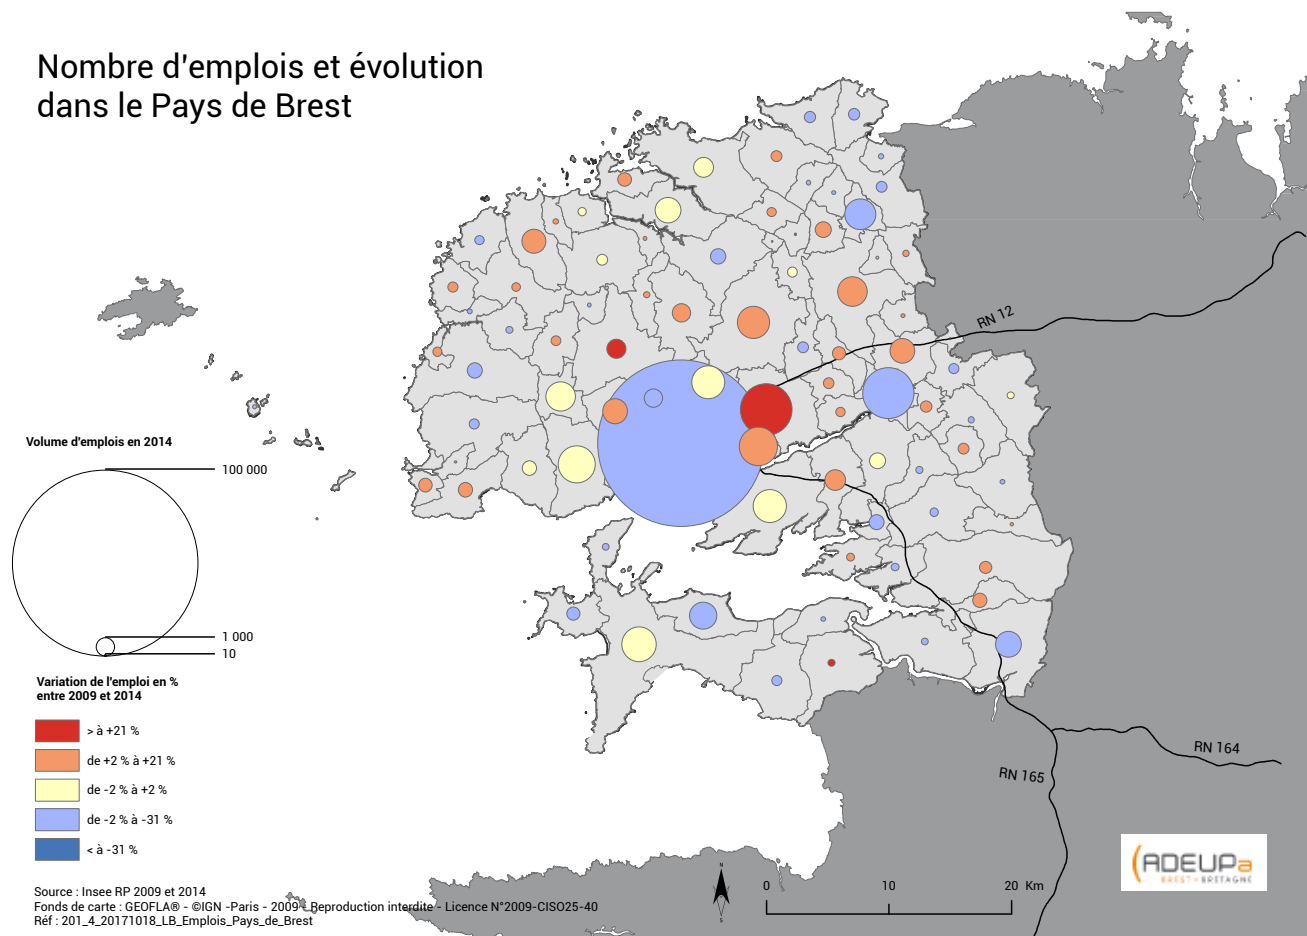 Nombre d'emplois et évolution
dans le Pays de Brest
RN 12
Volume d'emplois en 2014
100 000
1 000
10
Variation de l'emploi en %
entre 2009 et 2014
> à +21 %
de +2 % à +21 %
de -2 % à +2 %
de -2 % à -31 %
< à -31 %
RN 164
RN 165
ADEUPa
BREST • BRETAGNE
N
S
0 10 20 Km
Source : Insee RP 2009 et 2014
Fonds de carte : GEOFLA® - ©IGN -Paris - 2009 - Reproduction interdite - Licence N°2009-CISO25-40
Réf : 201_4_20171018_LB_Emplois_Pays_de_Brest